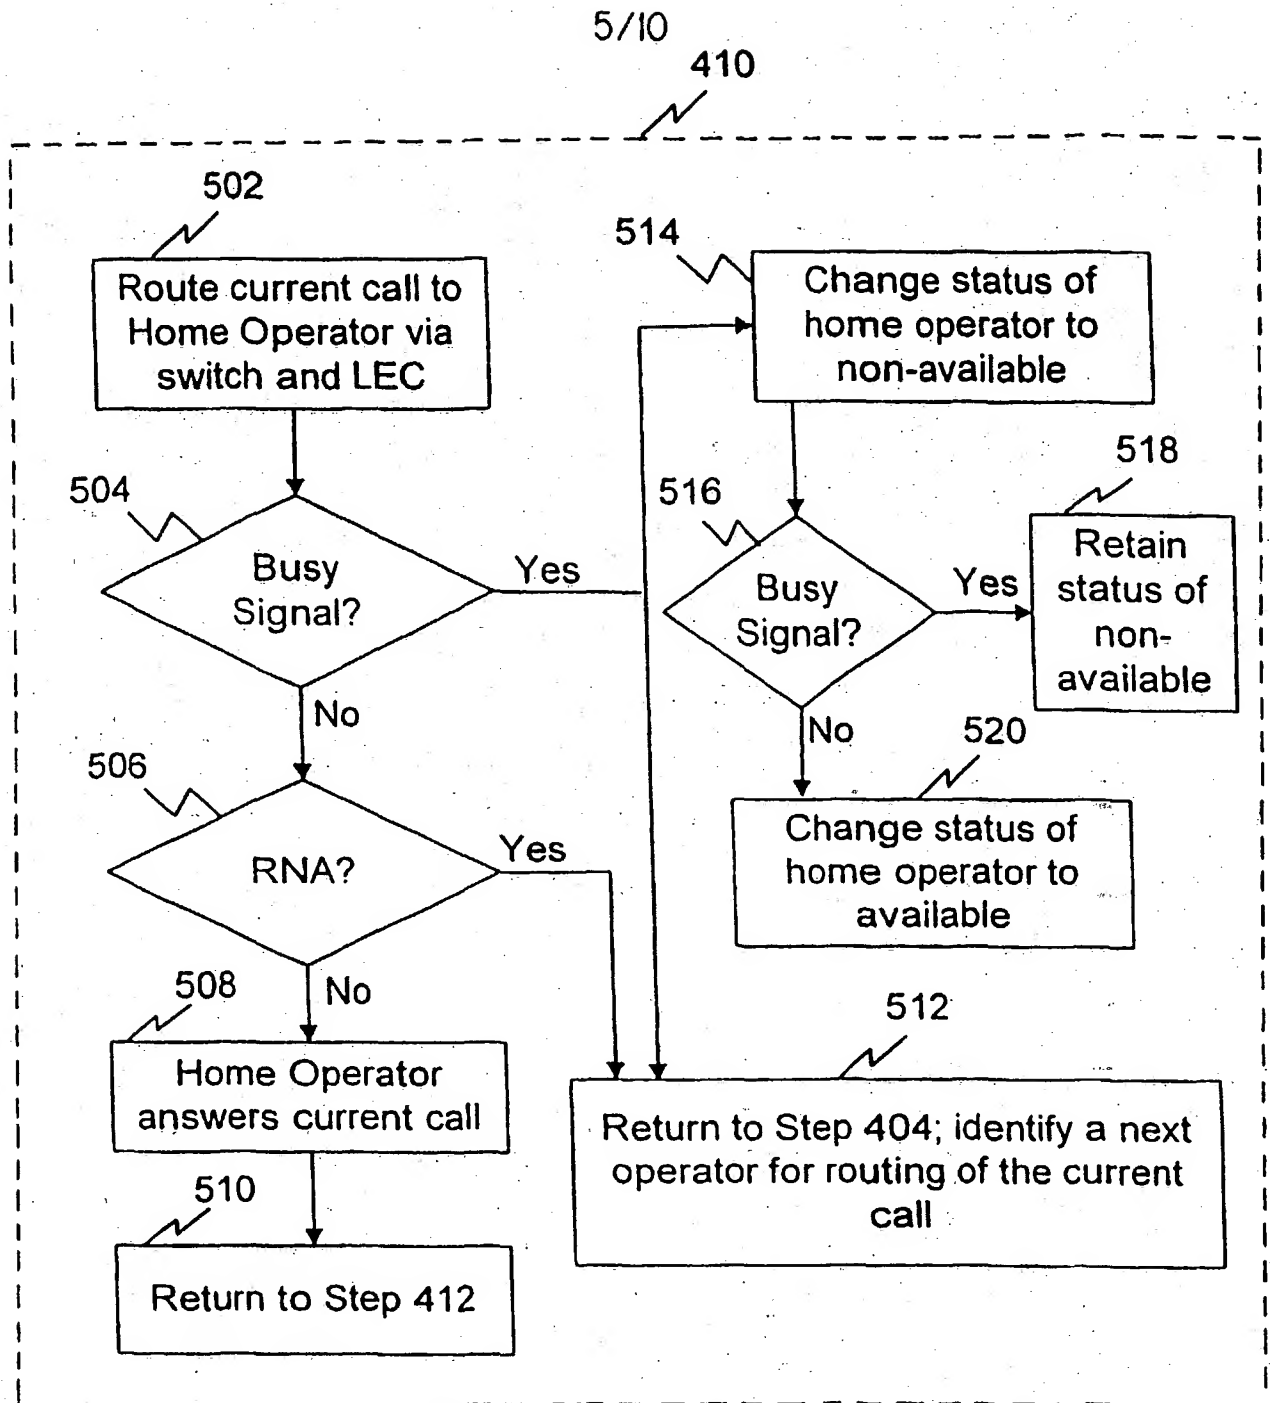 5/10
410
502
Route current call to
Home Operator via
switch and LEC
504
Busy
Signal?
Yes
No
506
RNA?
Yes
No
508
Home Operator
answers current call
510
Return to Step 412
514
Change status of
home operator to
non-available
516
Busy
Signal?
Yes
518
Retain
status of
non-
available
No
520
Change status of
home operator to
available
512
Return to Step 404; identify a next
operator for routing of the current
call